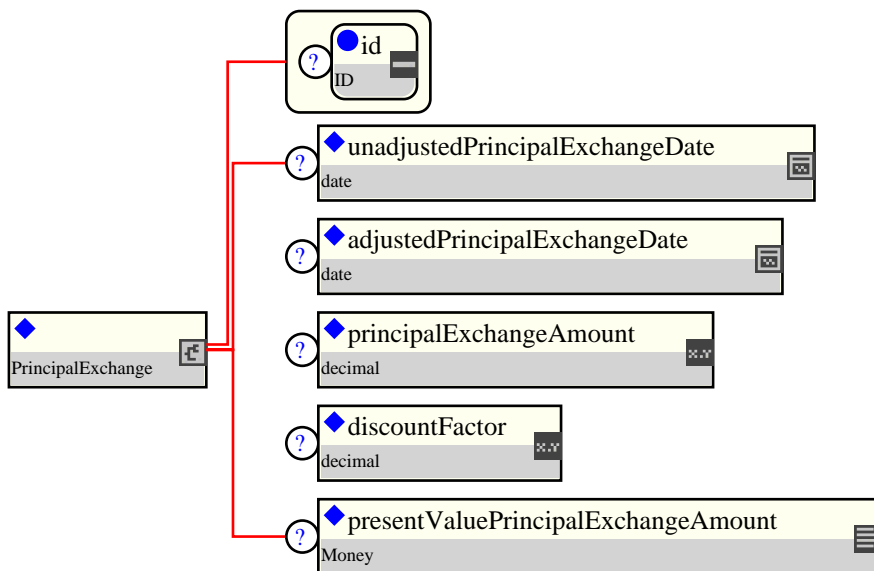 ? id
ID
? unadjustedPrincipalExchangeDate
date
? adjustedPrincipalExchangeDate
date
PrincipalExchange
? principalExchangeAmount
x.y
decimal
? discountFactor
x.y
decimal
? presentValuePrincipalExchangeAmount
Money